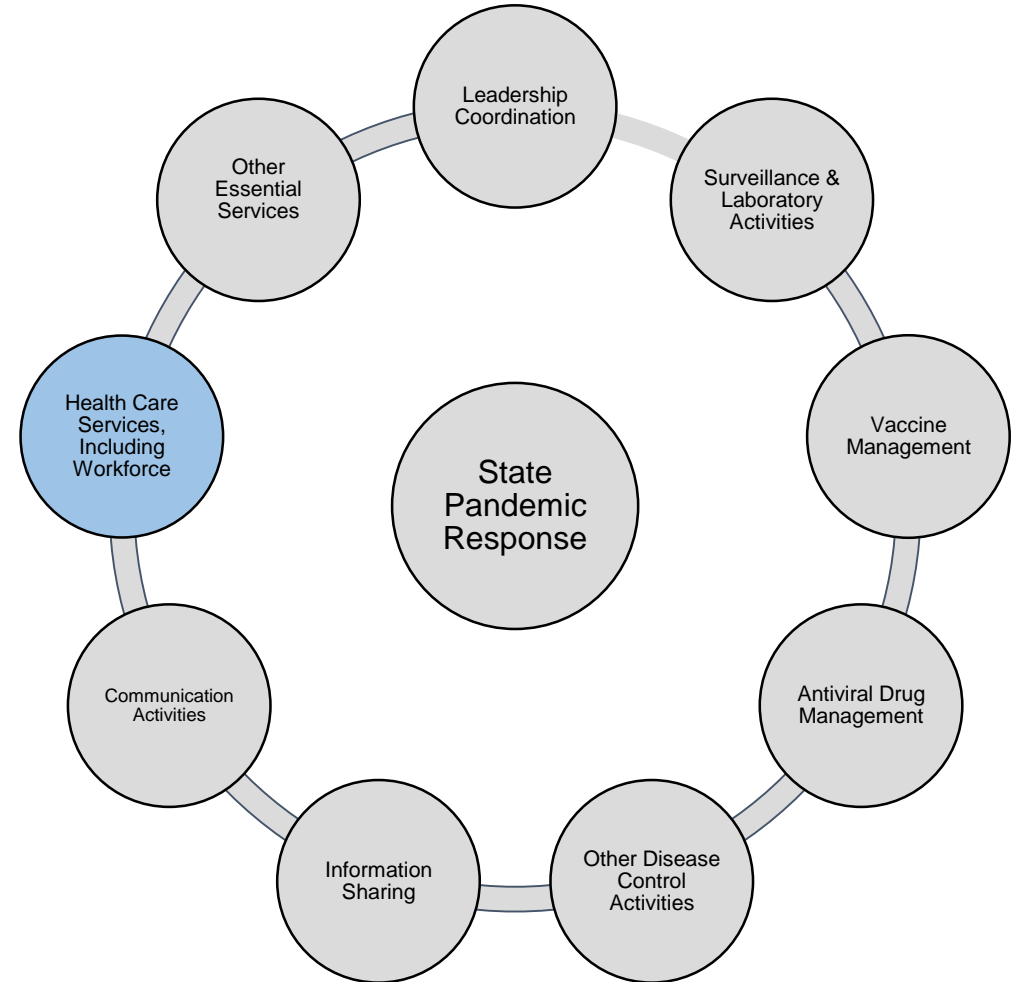 Leadership
Coordination
Surveillance &
Laboratory
Activities
Vaccine
Management
Antiviral Drug
Management
Other Disease
Control
Activities
Information
Sharing
Communication
Activities
Health Care
Services,
Including
Workforce
Other
Essential
Services
State
Pandemic
Response